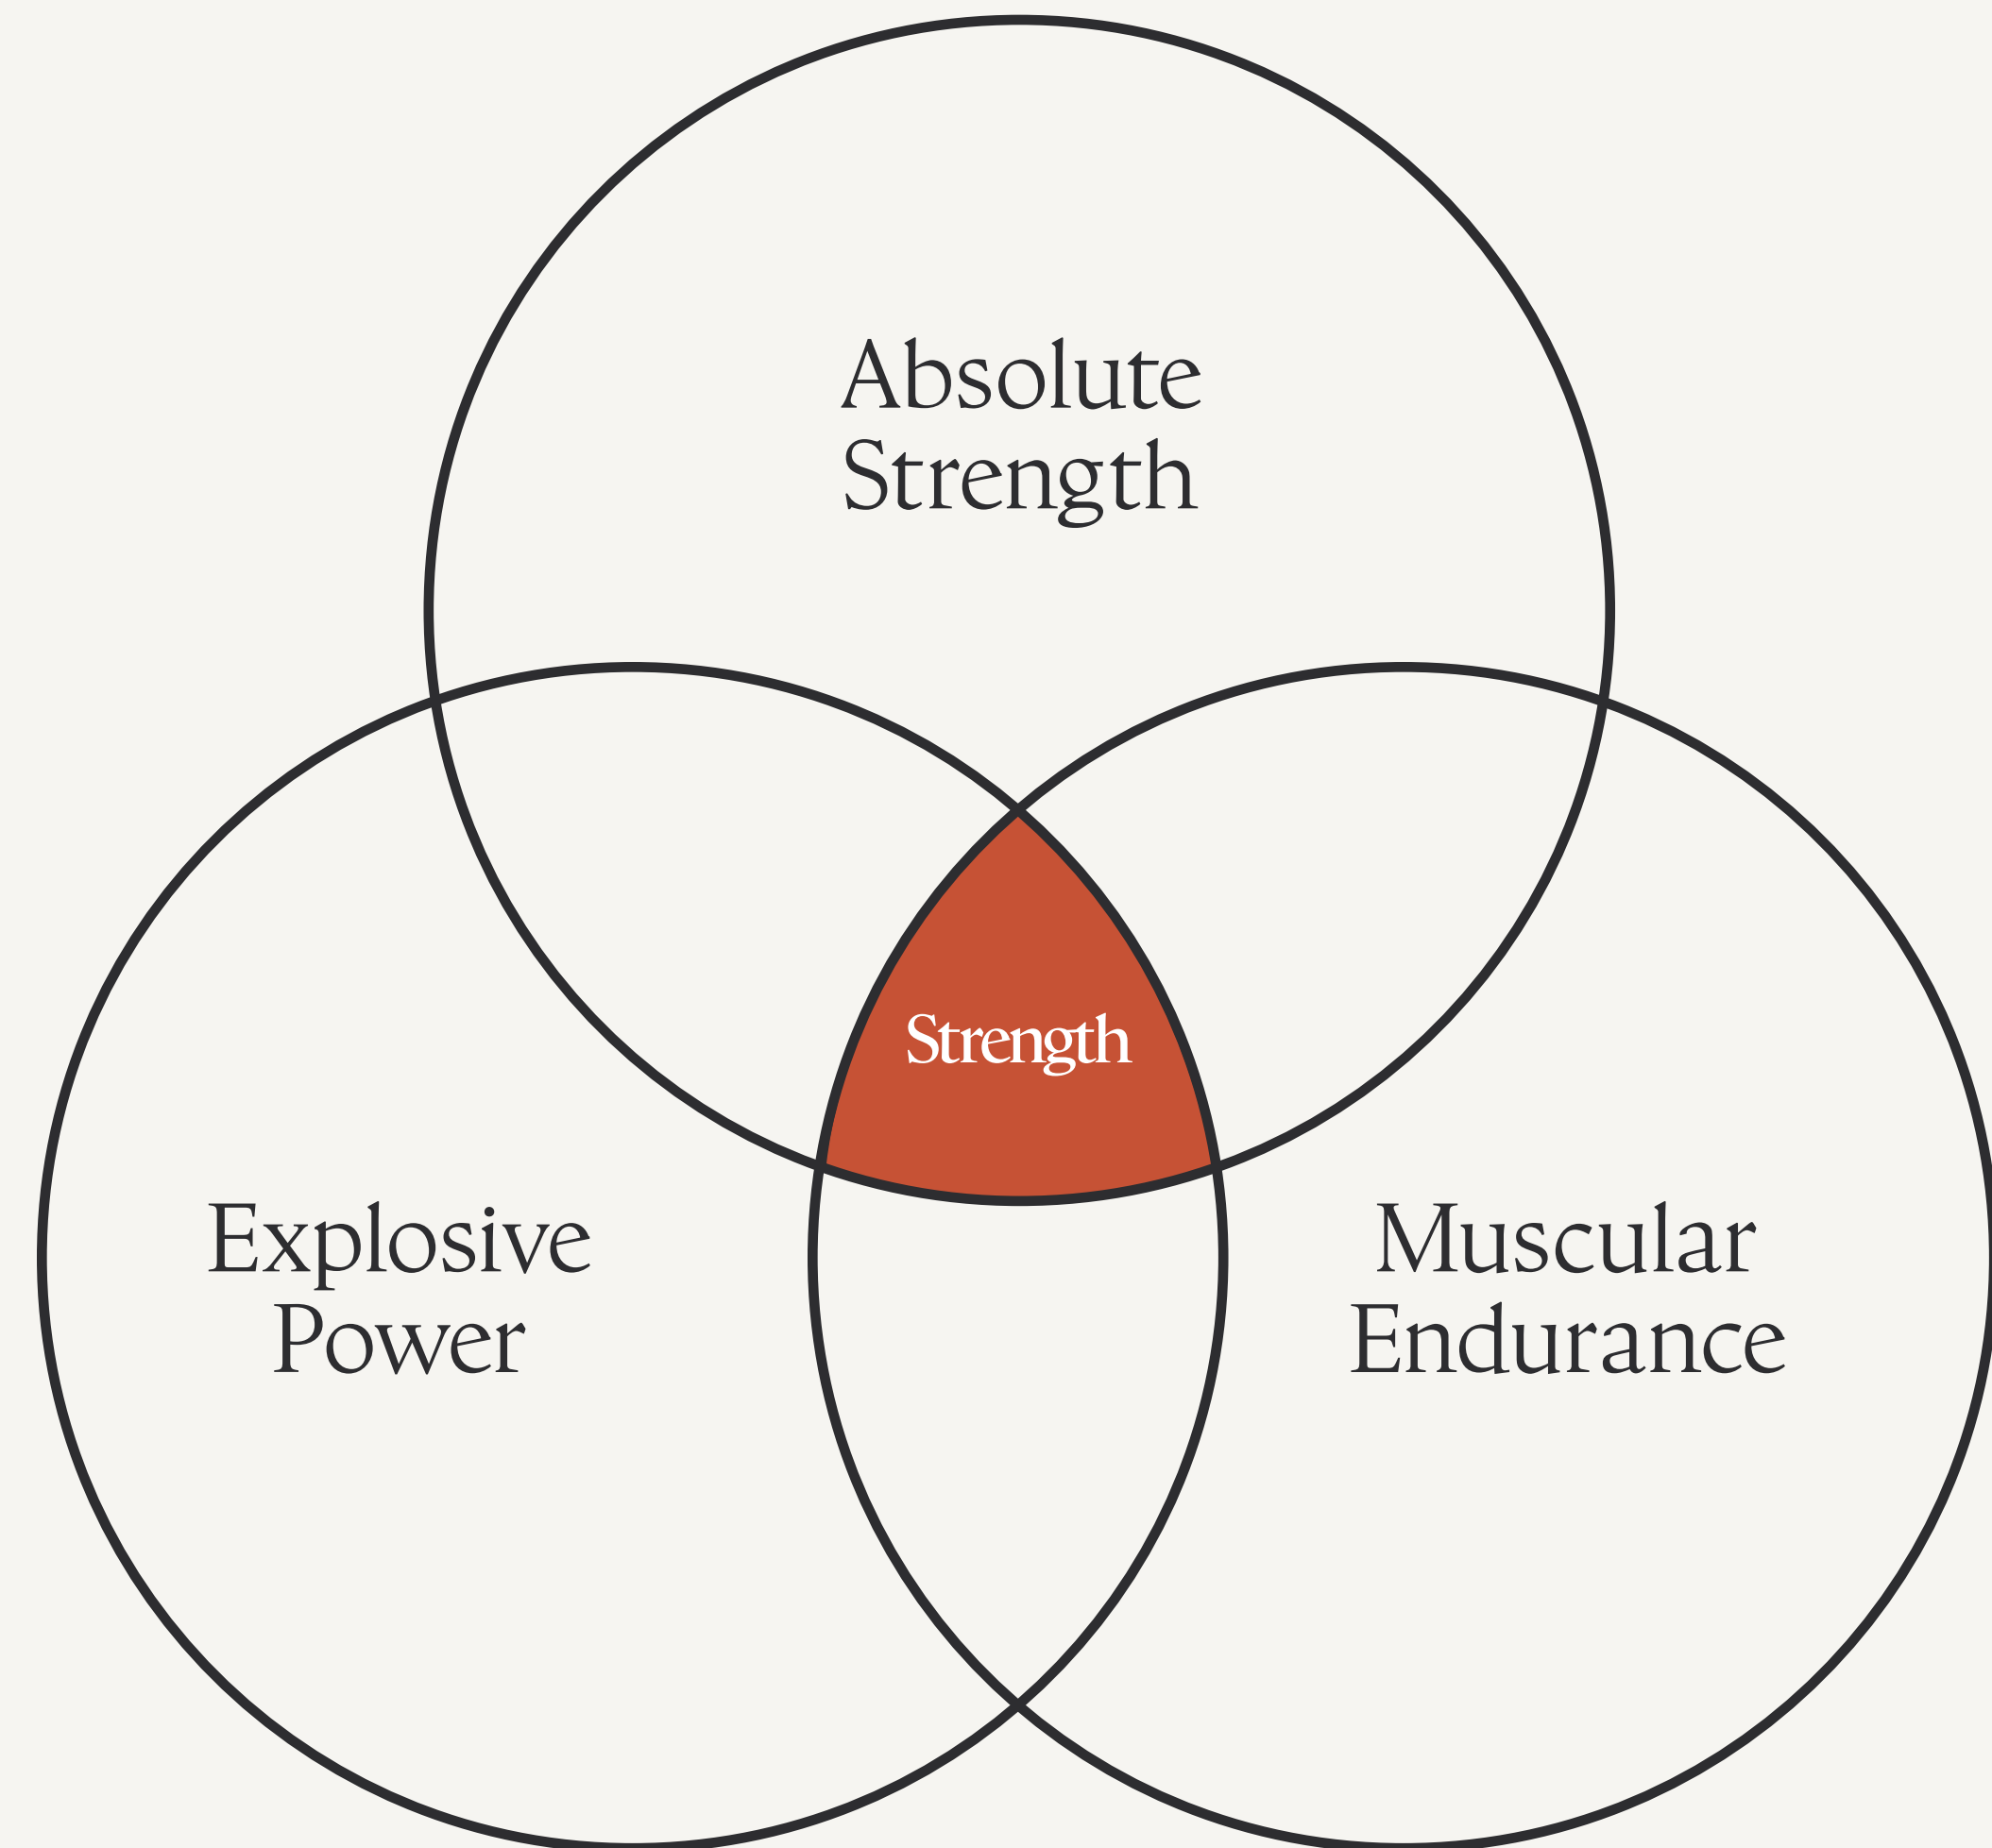 Absolute
Strength
Strength
Explosive
Power
Muscular
Endurance